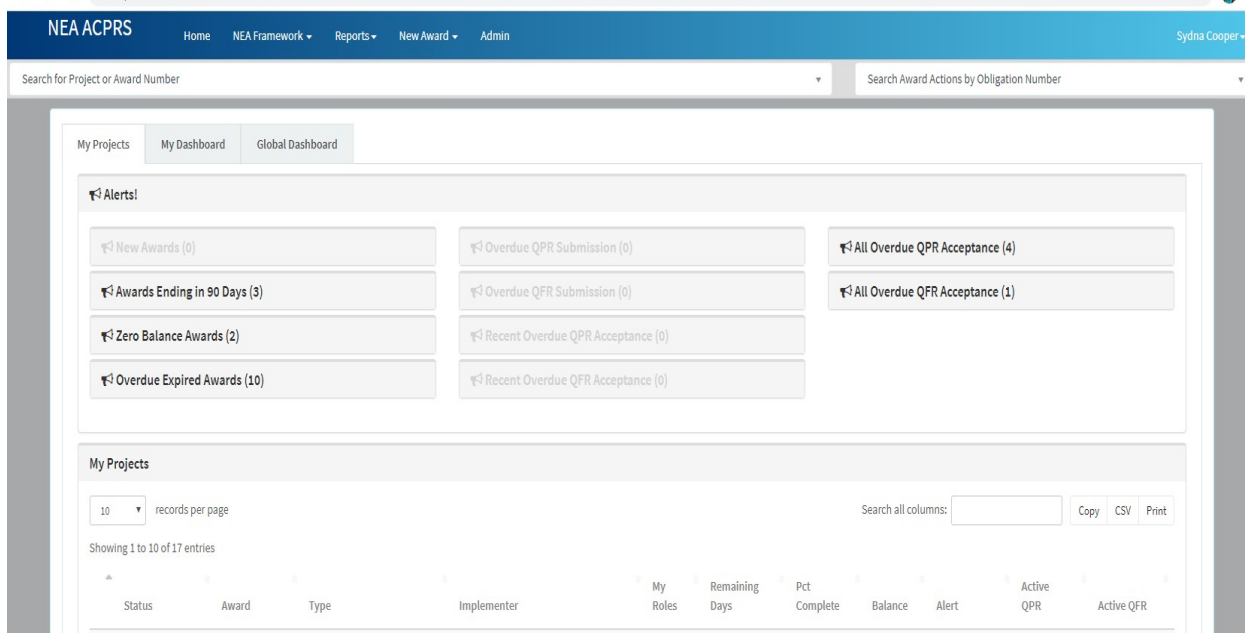 NEA ACPRS Home NEA Framework Reports New Award Admin Sydna Cooper
Search for Project or Award Number Search Award Actions by Obligation Number
My Projects My Dashboard Global Dashboard
Alerts!
New Awards (0) Overdue QPR Submission (0) All Overdue QPR Acceptance (4)
Awards Ending in 90 Days (3) Overdue QFR Submission (0) All Overdue QFR Acceptance (1)
Zero Balance Awards (2) Recent Overdue QPR Acceptance (0)
Overdue Expired Awards (10) Recent Overdue QFR Acceptance (0)
My Projects
10 records per page Search all columns: Copy CSV Print
Showing 1 to 10 of 17 entries
My Remaining Pct Active
Status Award Type Implementer Roles Days Complete Balance Alert QPR Active QFR